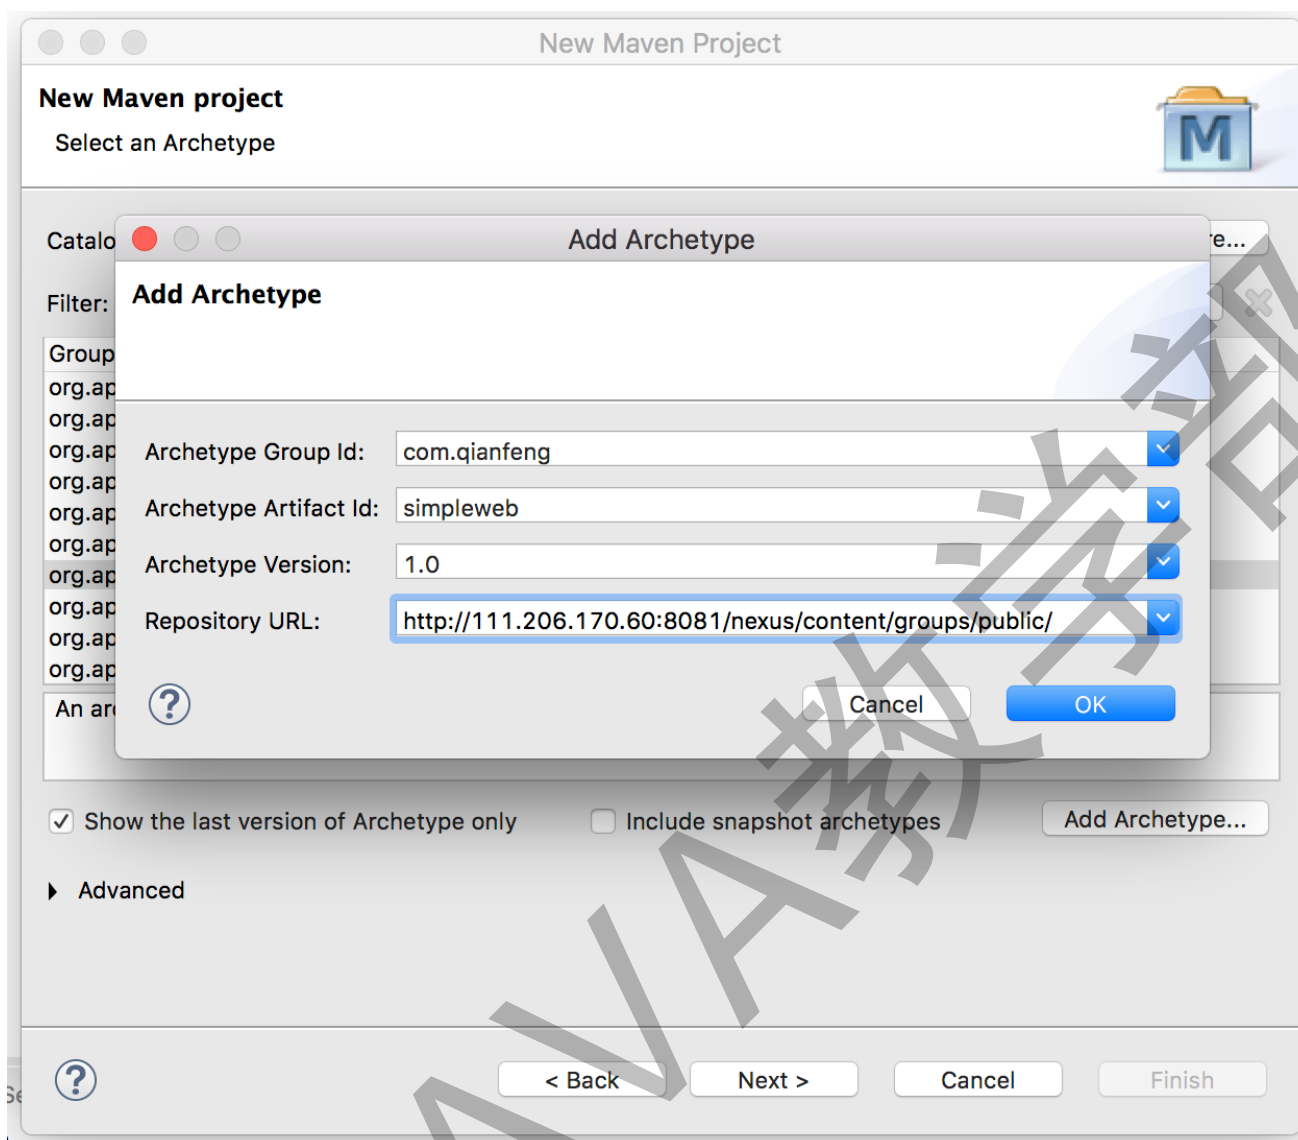 New Maven Project
New Maven project
Select an Archetype
M
Catalo
re...
Add Archetype
Add Archetype
Filter:
Group
org.ap
org.ap
org.ap
org.ap
org.ap
org.ap
org.ap
org.ap
org.ap
org.ap
Archetype Group Id: com.qianfeng
Archetype Artifact Id: simpleweb
Archetype Version: 1.0
Repository URL: http://111.206.170.60:8081/nexus/content/groups/public/
? Cancel OK
An ar
Show the last version of Archetype only Include snapshot archetypes Add Archetype...
Advanced
? < Back Next > Cancel Finish
Se
AVA教学部